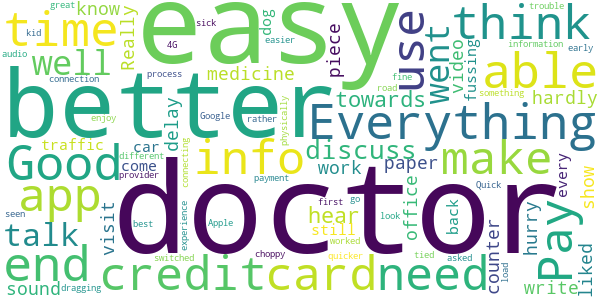 great
know
trouble
kid
sick
easier
audio
4G
dog
information
early
time
Really
easy
piece
use
think
well
connection
process
medicine
Google
rather
went
video
fussing
able
better
towards
physically
fine
road
hardly
enjoy
something
Everything
traffic
delay
car
Good
different
come
provider
info
discuss
work
paper
make
every
show
app
connecting
payment
Quick
visit
doctor
hear
office
first
go
look
back
Pay
seen
talk
experience
best
Apple
still
worked
tied
asked
counter
hurry
liked
end
switched
choppy
quicker
load
sound
dragging
credit
card
need
write